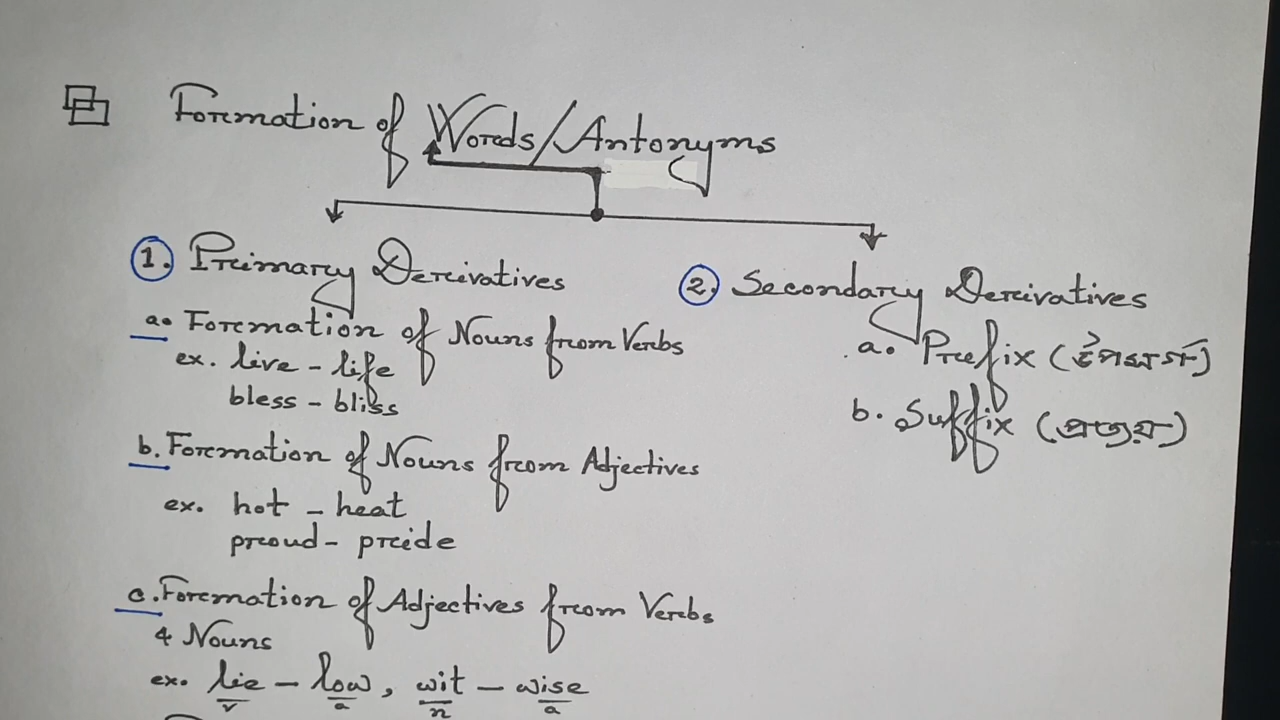 Formation of Words/Antonyms
1. Primary Derivatives
a. Formation of Nouns from Verbs
ex. live - life
bless - bliss
b. Formation of Nouns from Adjectives
ex. hot - heat
proud - pride
c. Formation of Adjectives from Verbs
4 Nouns
ex. lie - low, wit - wise
v a n a
2. Secondary Derivatives
a. Prefix (উপসর্গ)
b. Suffix (প্রত্যয়)